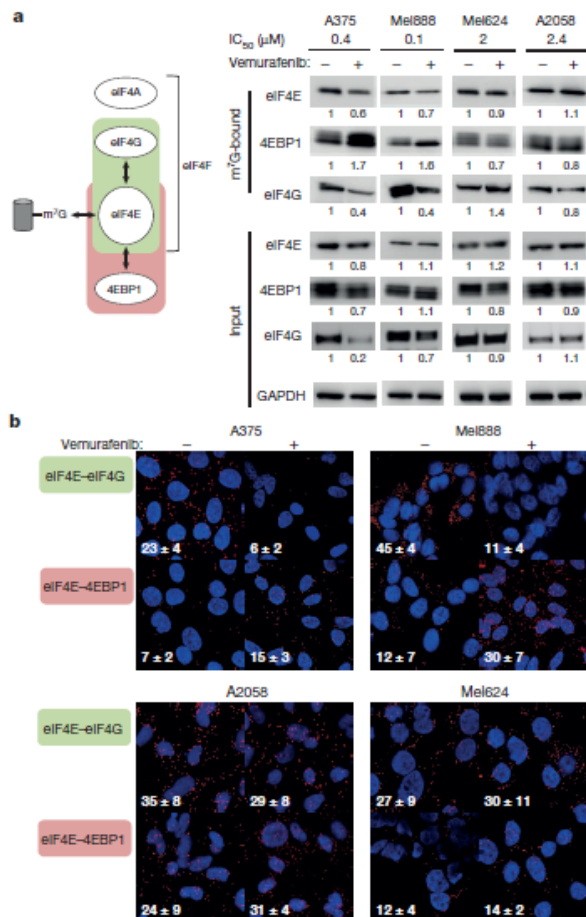 a
A375 Mel888 Mel624 A2058
IC50 (μM) 0.4 0.1 2 2.4
Vemurafenib: – + – + – + – +
eIF4A
eIF4G
eIF4F
m7G
eIF4E
4EBP1
m7G-bound
eIF4E
1 0.6 1 0.7 1 0.9 1 1.1
4EBP1
1 1.7 1 1.6 1 0.7 1 0.8
eIF4G
1 0.4 1 0.4 1 1.4 1 0.8
Input
eIF4E
1 0.8 1 1.1 1 1.2 1 1.1
4EBP1
1 0.7 1 1.1 1 0.8 1 0.9
eIF4G
1 0.2 1 0.7 1 0.9 1 1.1
GAPDH
b
A375 Mel888
Vemurafenib: – + – +
eIF4E–eIF4G
23 ± 4 6 ± 2 45 ± 4 11 ± 4
eIF4E–4EBP1
7 ± 2 15 ± 3 12 ± 7 30 ± 7
A2058 Mel624
eIF4E–eIF4G
35 ± 8 29 ± 8 27 ± 9 30 ± 11
eIF4E–4EBP1
24 ± 9 31 ± 4 12 ± 4 14 ± 2